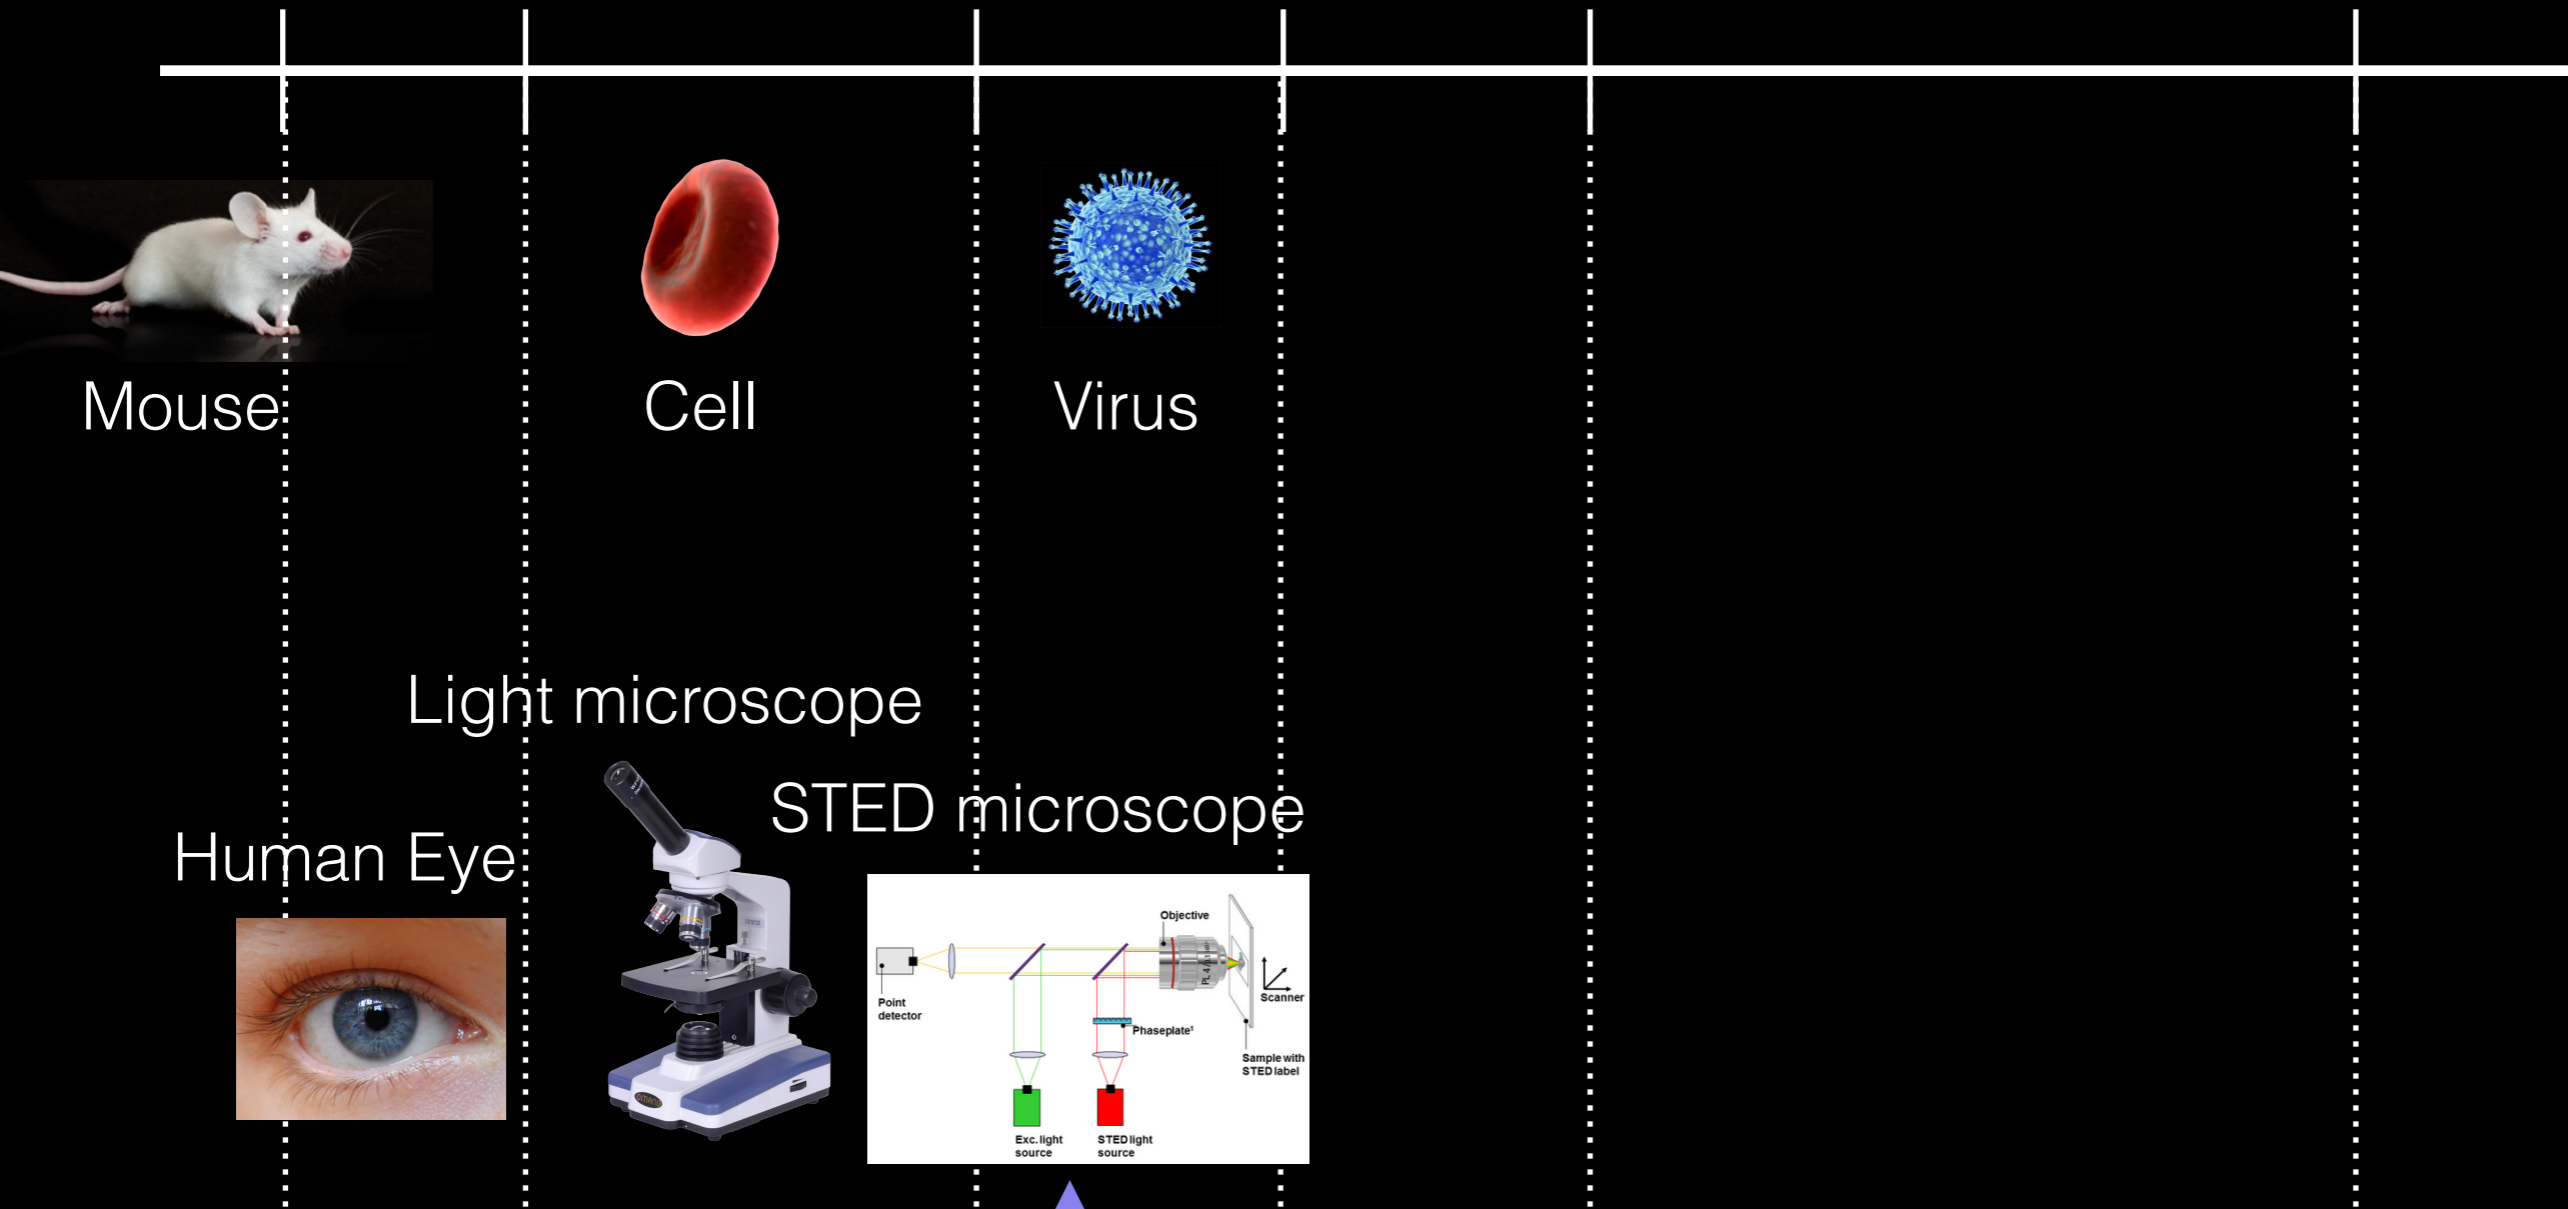 Mouse
Cell
Virus
Light microscope
STED microscope
Human Eye
Objective
Point
detector
Scanner
Phaseplate¹
Sample with
STED label
Exc. light
source
STED light
source